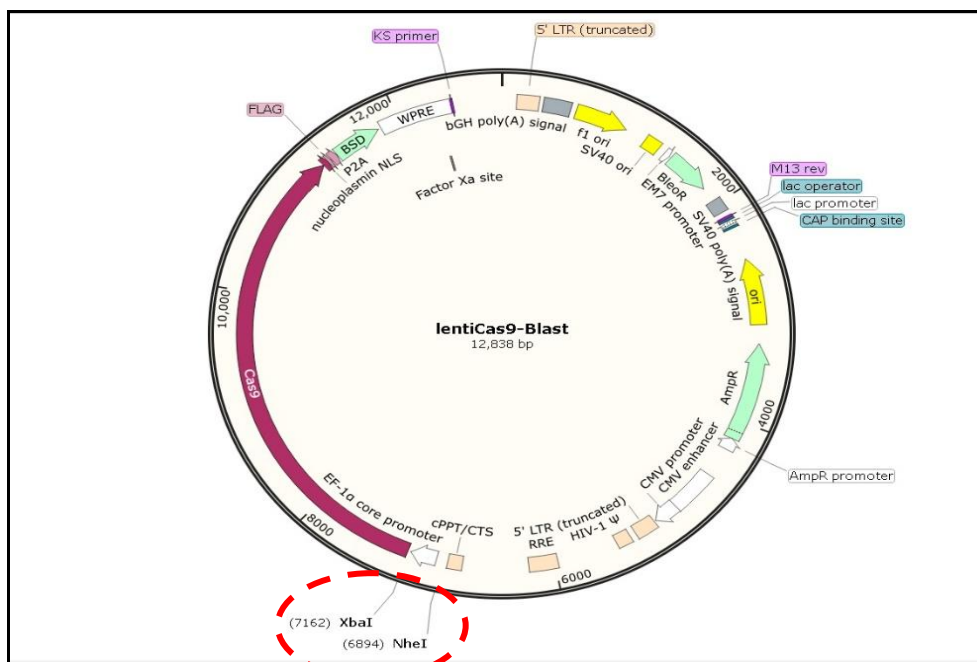 KS primer
5' LTR (truncated)
FLAG
12,000
WPRE
bGH poly(A) signal
f1 ori
SV40 ori
BSD
P2A
nucleoplasmin NLS
Factor Xa site
EM7 promoter
BleoR
2000
M13 rev
lac operator
lac promoter
CAP binding site
SV40 poly(A) signal
ori
10,000
lentiCas9-Blast
12,838 bp
Cas9
AmpR
4000
AmpR promoter
CMV promoter
CMV enhancer
EF-1α core promoter
cPPT/CTS
5' LTR (truncated)
HIV-1 Ψ
RRE
8000
6000
(7162) XbaI
(6894) NheI